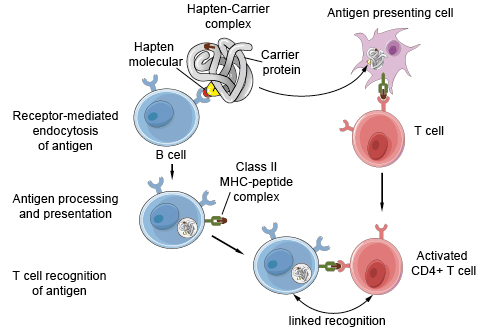 Hapten-Carrier
complex
Antigen presenting cell
Hapten
molecular
Carrier
protein
Receptor-mediated
endocytosis
of antigen
B cell
T cell
Class II
MHC-peptide
complex
Antigen processing
and presentation
T cell recognition
of antigen
Activated
CD4+ T cell
linked recognition